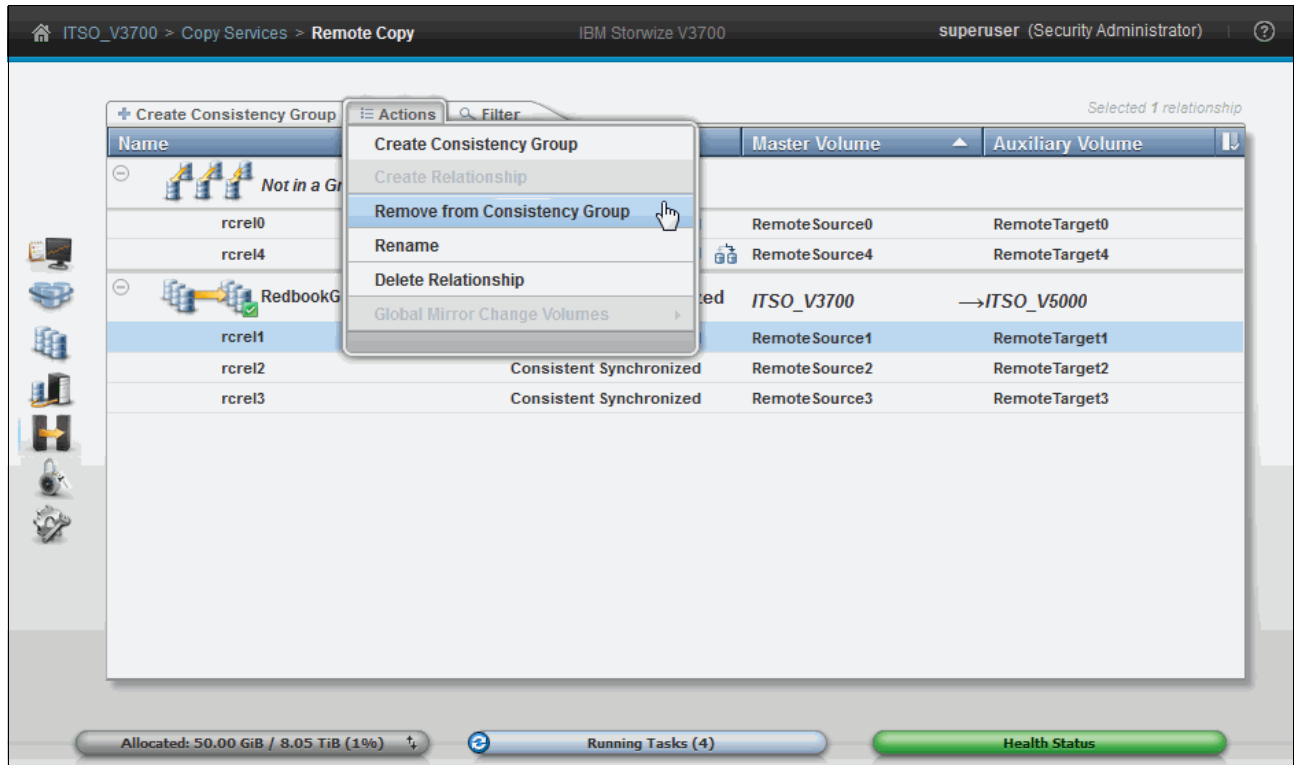 ITSO_V3700 > Copy Services > Remote Copy IBM Storwize V3700 superuser (Security Administrator) ?
Selected 1 relationship
Create Consistency Group Actions Filter
Name Master Volume Auxiliary Volume
Create Consistency Group
Not in a Gr
Create Relationship
Remove from Consistency Group
rcrel0 RemoteSource0 RemoteTarget0
Rename
rcrel4 RemoteSource4 RemoteTarget4
Delete Relationship
RedbookG zed ITSO_V3700 →ITSO_V5000
Global Mirror Change Volumes
rcrel1 RemoteSource1 RemoteTarget1
rcrel2 Consistent Synchronized RemoteSource2 RemoteTarget2
rcrel3 Consistent Synchronized RemoteSource3 RemoteTarget3
Allocated: 50.00 GiB / 8.05 TiB (1%) Running Tasks (4) Health Status